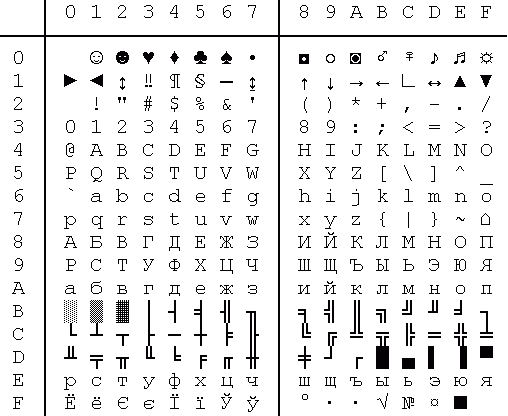 0 1 2 3 4 5 6 7 8 9 A B C D E F
0 ☺ ☻ ♥ ♦ ♣ ♠ • ◘ ○ ◙ ♂ ♀ ♪ ♬ ☼
1 ► ◄ ↕ ‼ ¶ § ─ ↨ ↑ ↓ → ← ∟ ↔ ▲ ▼
2 ! " # $ % & ' ( ) * + , - . /
3 0 1 2 3 4 5 6 7 8 9 : ; < = > ?
4 @ A B C D E F G H I J K L M N O
5 P Q R S T U V W X Y Z [ \ ] ^ _
6 ` a b c d e f g h i j k l m n o
7 p q r s t u v w x y z { | } ~ ⌂
8 А Б В Г Д Е Ж З И Й К Л М Н О П
9 Р С Т У Ф Х Ц Ч Ш Щ Ъ Ы Ь Э Ю Я
A а б в г д е ж з и й к л м н о п
B ░ ▒ ▓ │ ┤ ╡ ╢ ╖ ╕ ╣ ║ ╗ ╝ ╜ ╛ ┐
C └ ┴ ┬ ├ ─ ┼ ╞ ╟ ╚ ╔ ╩ ╦ ╠ ═ ╬ ╧
D ╨ ╤ ╥ ╙ ╘ ╒ ╓ ╫ ╪ ┘ ┌ █ ▄ ▌ ▐ ▀
E р с т у ф х ц ч ш щ ъ ы ь э ю я
F Ё ё Є є Ї ї Ў ў ° ∙ · √ № ¤ ■